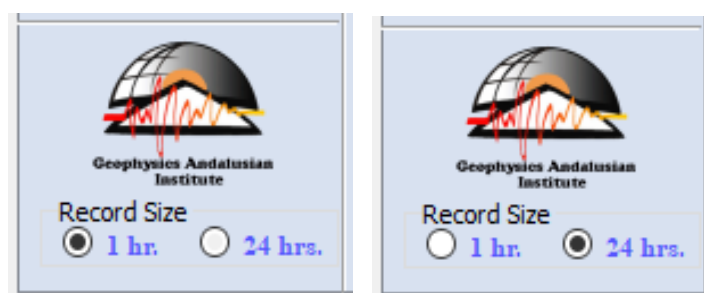 Geophysics Andalusian
Institute
Record Size
1 hr.
24 hrs.
Geophysics Andalusian
Institute
Record Size
1 hr.
24 hrs.